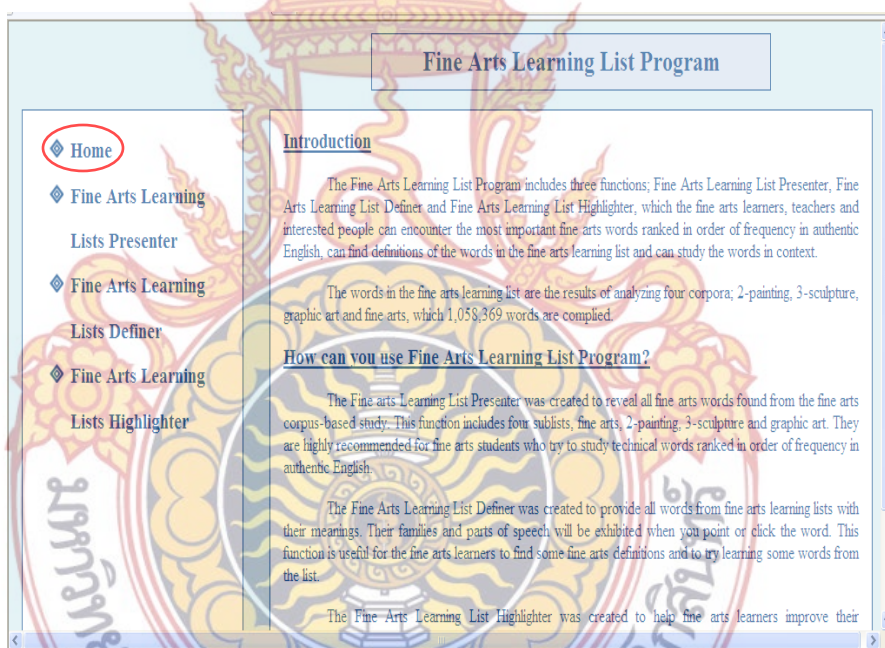 Fine Arts Learning List Program
Home
Fine Arts Learning
Lists Presenter
Fine Arts Learning
Lists Definer
Fine Arts Learning
Lists Highlighter
Introduction
The Fine Arts Learning List Program includes three functions; Fine Arts Learning List Presenter, Fine
Arts Learning List Definer and Fine Arts Learning List Highlighter, which the fine arts learners, teachers and
interested people can encounter the most important fine arts words ranked in order of frequency in authentic
English, can find definitions of the words in the fine arts learning list and can study the words in context.
The words in the fine arts learning list are the results of analyzing four corpora; 2-painting, 3-sculpture,
graphic art and fine arts, which 1,058,369 words are complied.
How can you use Fine Arts Learning List Program?
The Fine arts Learning List Presenter was created to reveal all fine arts words found from the fine arts
corpus-based study. This function includes four sublists, fine arts, 2-painting, 3-sculpture and graphic art. They
are highly recommended for fine arts students who try to study technical words ranked in order of frequency in
authentic English.
The Fine Arts Learning List Definer was created to provide all words from fine arts learning lists with
their meanings. Their families and parts of speech will be exhibited when you point or click the word. This
function is useful for the fine arts learners to find some fine arts definitions and to try learning some words from
the list.
The Fine Arts Learning List Highlighter was created to help fine arts learners improve their